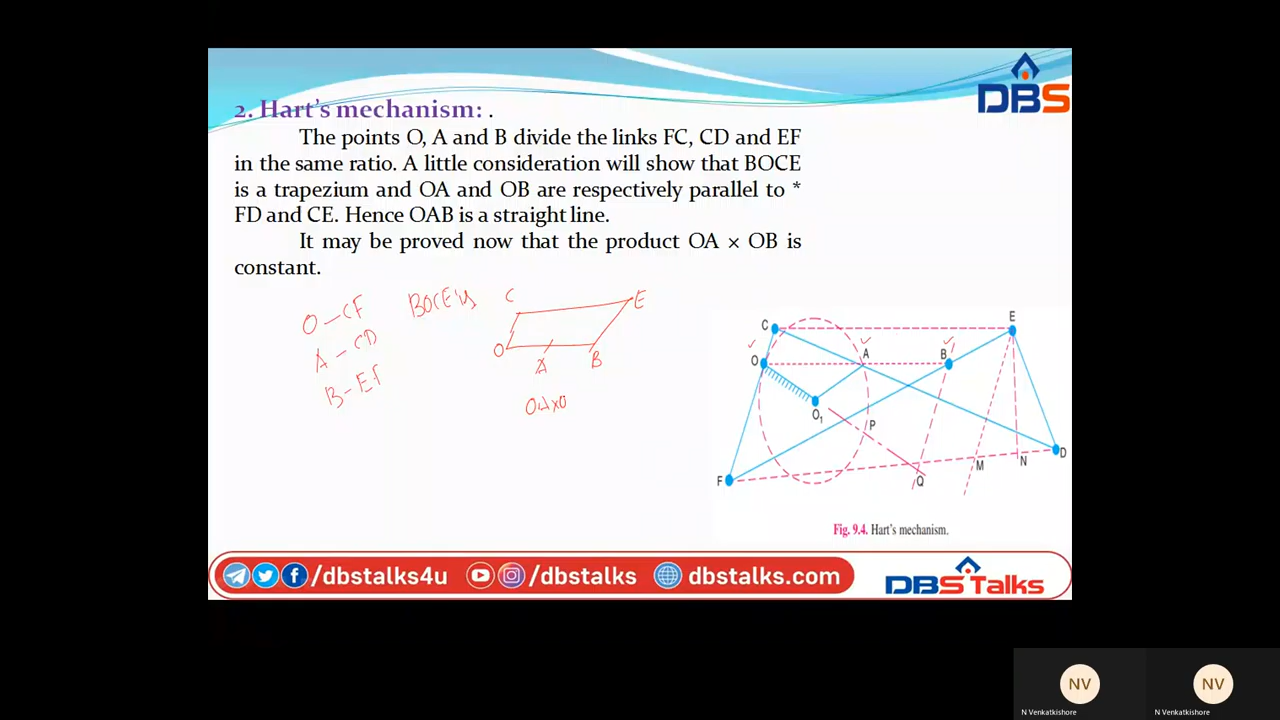 DBS
2. Hart's mechanism: .
The points O, A and B divide the links FC, CD and EF
in the same ratio. A little consideration will show that BOCE
is a trapezium and OA and OB are respectively parallel to *
FD and CE. Hence OAB is a straight line.
It may be proved now that the product OA × OB is
constant.
O – CF
A – CD
B – EF
BOCE is
C
E
O
A
B
OA×O
C
E
O
A
B
O1
P
F
Q
M
N
D
Fig. 9.4. Hart's mechanism.
/dbstalks4u
/dbstalks
dbstalks.com
DBS Talks
NV
N Venkatkishore
NV
N Venkatkishore